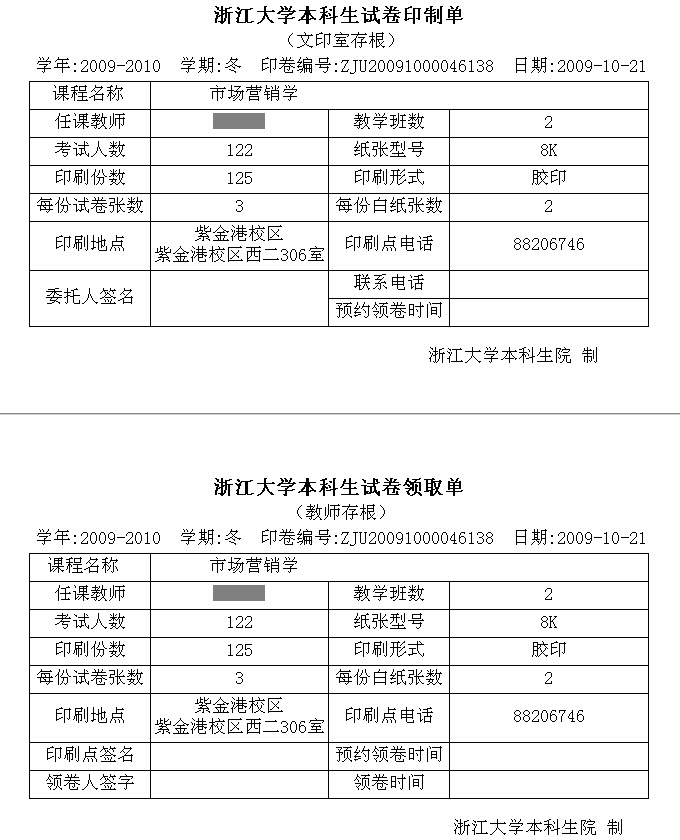 浙江大学本科生试卷印制单
（文印室存根）
学年:2009-2010 学期:冬 印卷编号:ZJU20091000046138 日期:2009-10-21
课程名称 市场营销学
任课教师 教学班数 2
考试人数 122 纸张型号 8K
印刷份数 125 印刷形式 胶印
每份试卷张数 3 每份白纸张数 2
印刷地点 紫金港校区 紫金港校区西二306室 印刷点电话 88206746
委托人签名 联系电话
预约领卷时间
浙江大学本科生院 制
浙江大学本科生试卷领取单
（教师存根）
学年:2009-2010 学期:冬 印卷编号:ZJU20091000046138 日期:2009-10-21
课程名称 市场营销学
任课教师 教学班数 2
考试人数 122 纸张型号 8K
印刷份数 125 印刷形式 胶印
每份试卷张数 3 每份白纸张数 2
印刷地点 紫金港校区 紫金港校区西二306室 印刷点电话 88206746
印刷点签名 预约领卷时间
领卷人签字 领卷时间
浙江大学本科生院 制